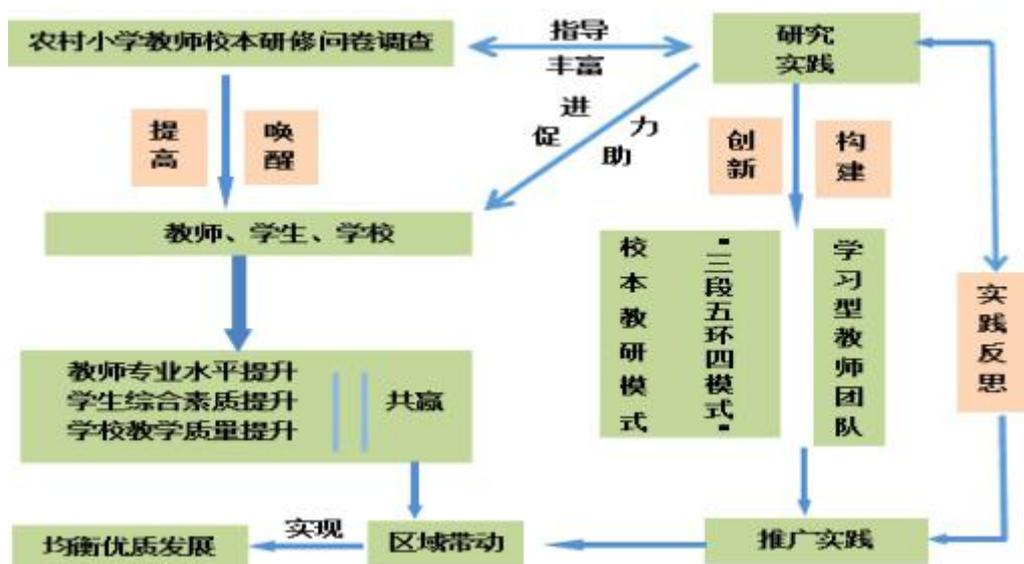 农村小学教师校本研修问卷调查
指导
丰富
研究
实践
促进
助力
提高
唤醒
创新
构建
教师、学生、学校
校本教研模式
"三段五环四模式"
学习型教师团队
实践反思
教师专业水平提升
学生综合素质提升
学校教学质量提升
共赢
均衡优质发展
实现
区域带动
推广实践